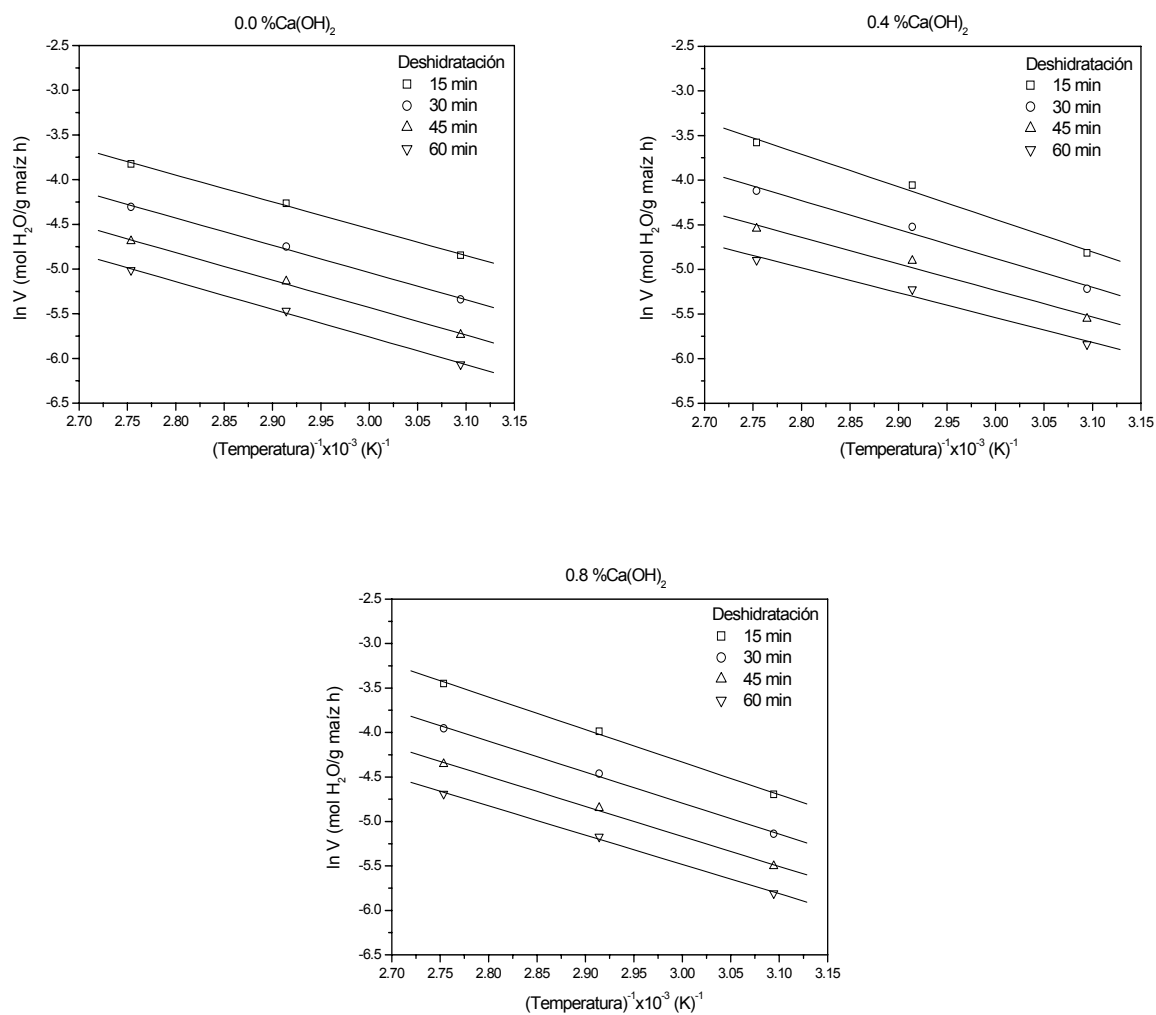 0.0 %Ca(OH)2
-2.5
-3.0
-3.5
-4.0
-4.5
-5.0
-5.5
-6.0
-6.5
ln V (mol H2O/g maíz h)
Deshidratación
15 min
30 min
45 min
60 min
2.70 2.75 2.80 2.85 2.90 2.95 3.00 3.05 3.10 3.15
(Temperatura)-1x10-3 (K)-1
0.4 %Ca(OH)2
-2.5
-3.0
-3.5
-4.0
-4.5
-5.0
-5.5
-6.0
-6.5
ln V (mol H2O/g maíz h)
Deshidratación
15 min
30 min
45 min
60 min
2.70 2.75 2.80 2.85 2.90 2.95 3.00 3.05 3.10 3.15
(Temperatura)-1x10-3 (K)-1
0.8 %Ca(OH)2
-2.5
-3.0
-3.5
-4.0
-4.5
-5.0
-5.5
-6.0
-6.5
ln V (mol H2O/g maíz h)
Deshidratación
15 min
30 min
45 min
60 min
2.70 2.75 2.80 2.85 2.90 2.95 3.00 3.05 3.10 3.15
(Temperatura)-1x10-3 (K)-1